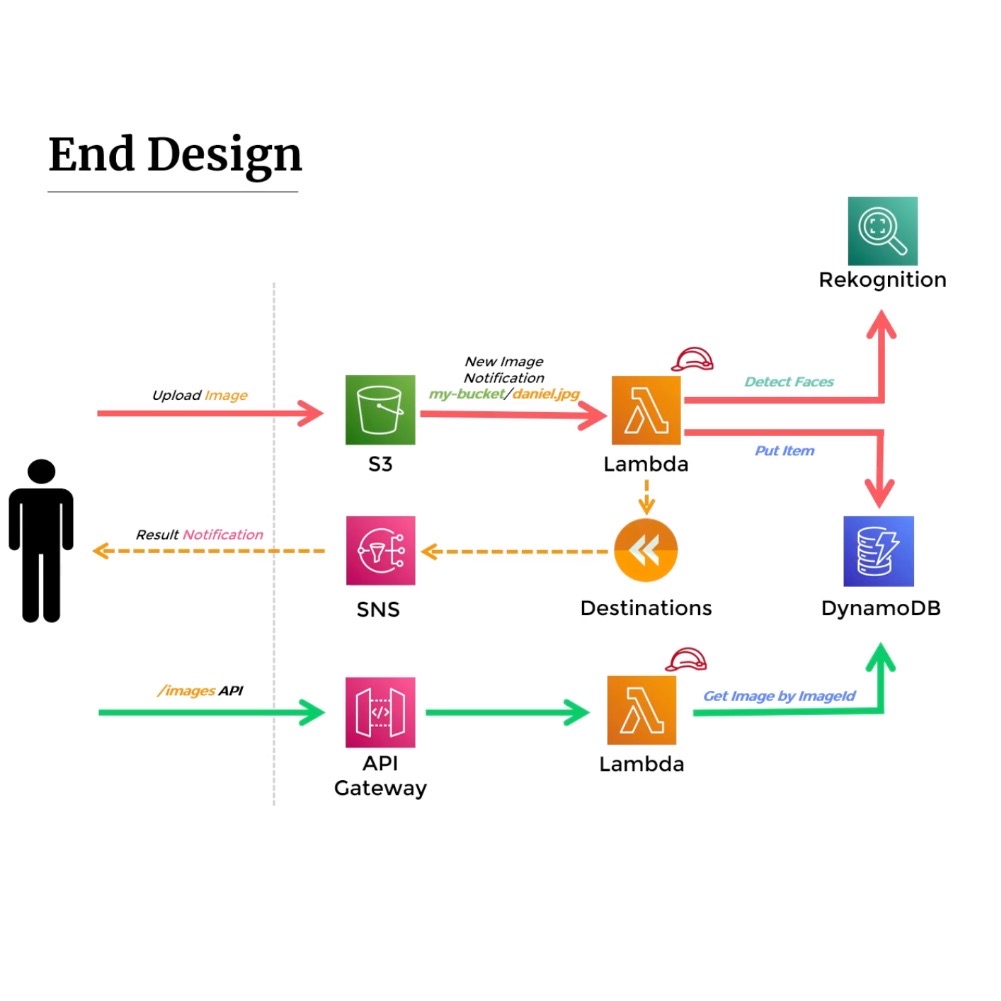 End Design
Rekognition
New Image
Notification
my-bucket/daniel.jpg
Upload Image
Detect Faces
Put Item
S3
Lambda
Result Notification
SNS
Destinations
DynamoDB
/images API
Get Image by ImageId
API
Gateway
Lambda